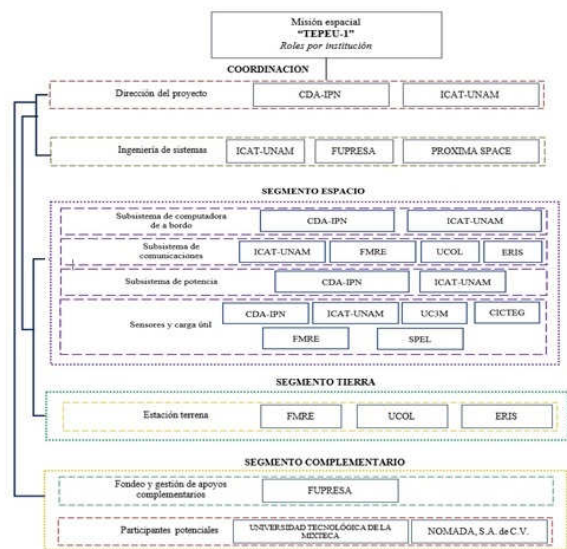 Misión espacial
“TEPEU-1”
Roles por institución
COORDINACION
Dirección del proyecto CDA-IPN ICAT-UNAM
Ingeniería de sistemas ICAT-UNAM FUPRESA PROXIMA SPACE
SEGMENTO ESPACIO
Subsistema de computadora
de a bordo CDA-IPN ICAT-UNAM
Subsistema de
comunicaciones ICAT-UNAM FMRE UCOL ERIS
Subsistema de potencia CDA-IPN ICAT-UNAM
Sensores y carga útil CDA-IPN ICAT-UNAM UC3M CICTEG
FMRE SPEL
SEGMENTO TIERRA
Estación terrena FMRE UCOL ERIS
SEGMENTO COMPLEMENTARIO
Fondeo y gestión de apoyos
complementarios FUPRESA
Participantes potenciales UNIVERSIDAD TECNOLÓGICA DE LA
MIXTECA NOMADA, S.A. de C.V.